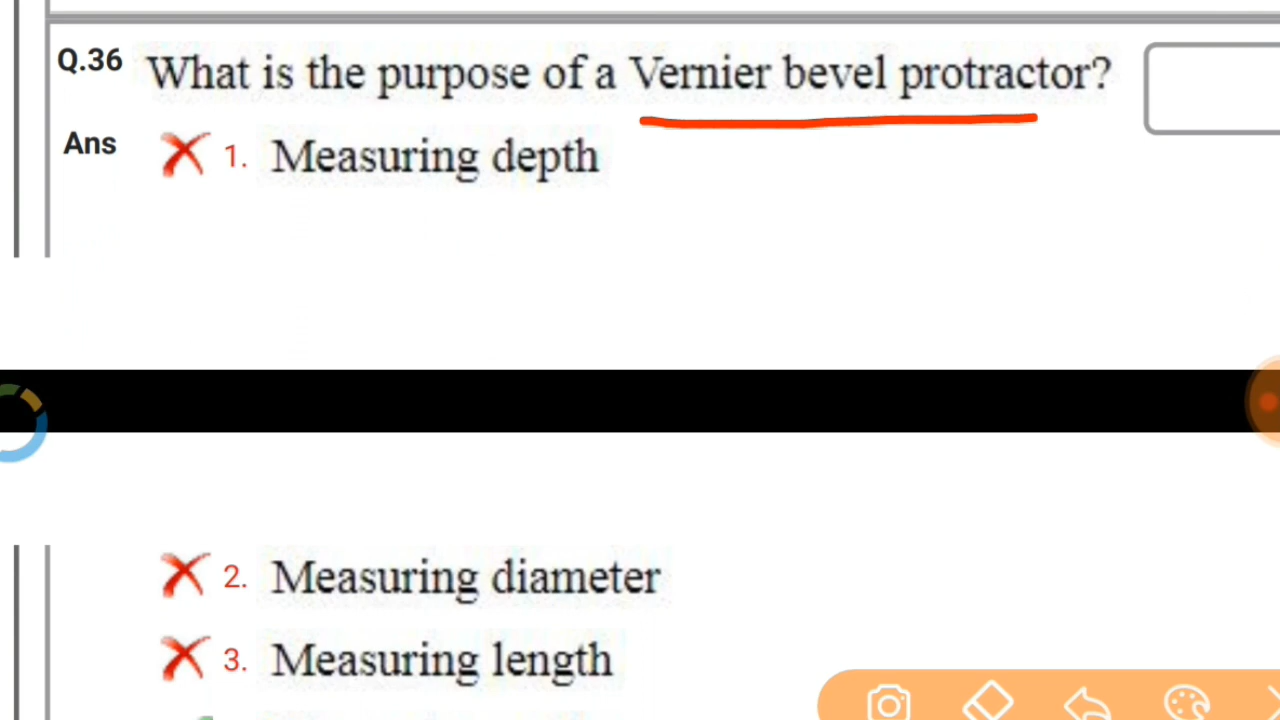 Q.36 What is the purpose of a Vernier bevel protractor?
Ans 1. Measuring depth
2. Measuring diameter
3. Measuring length